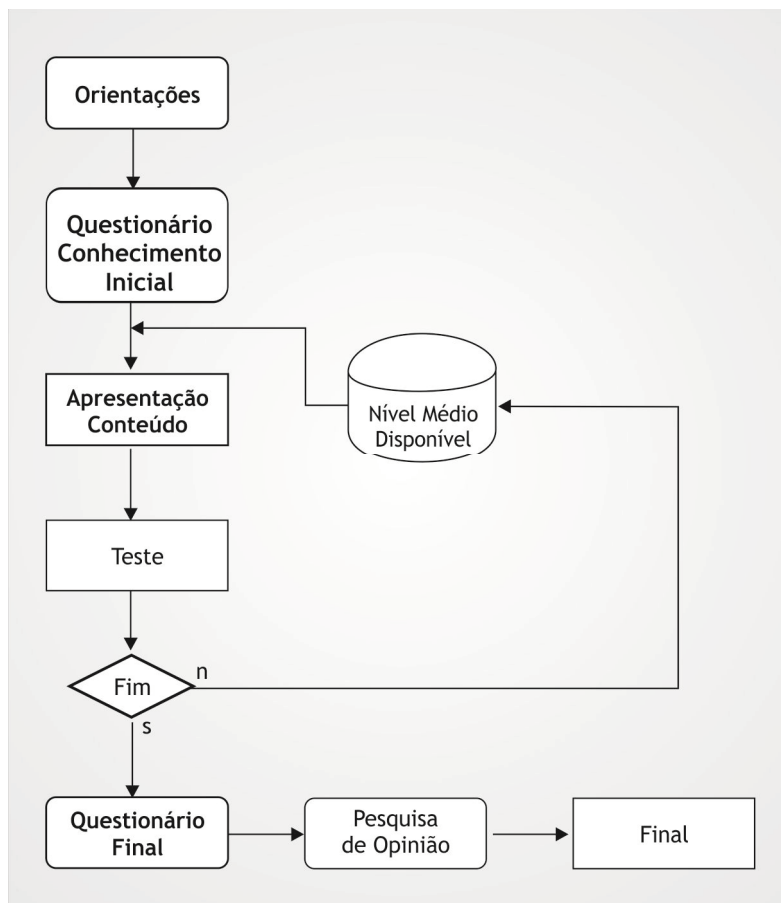 Orientações
Questionário
Conhecimento
Inicial
Apresentação
Conteúdo
Nível Médio
Disponível
Teste
Fim
n
s
Questionário
Final
Pesquisa
de Opinião
Final